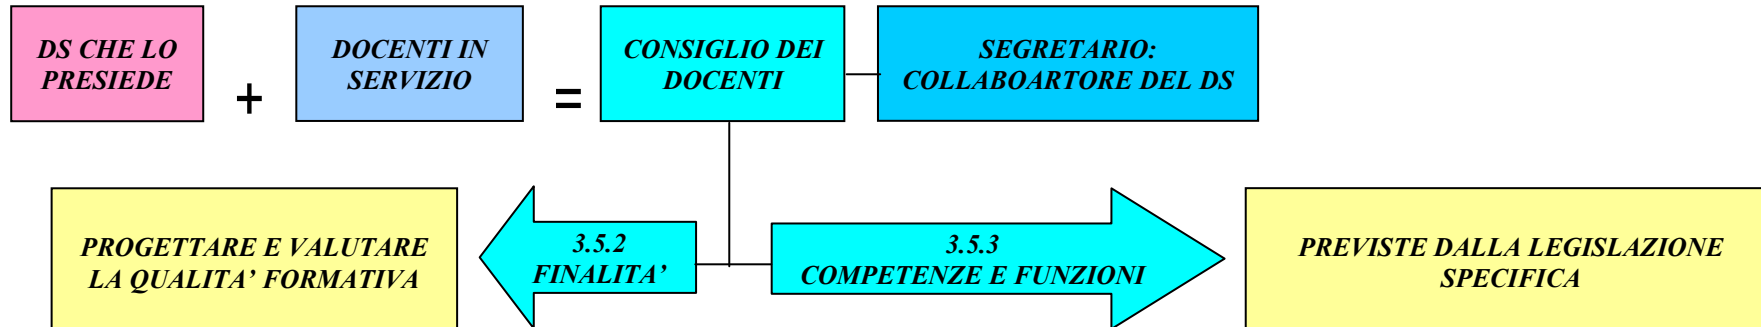 DS CHE LO
PRESIEDE
+
DOCENTI IN
SERVIZIO
=
CONSIGLIO DEI
DOCENTI
SEGRETARIO:
COLLABOARTORE DEL DS
PROGETTARE E VALUTARE
LA QUALITA’ FORMATIVA
3.5.2
FINALITA’
3.5.3
COMPETENZE E FUNZIONI
PREVISTE DALLA LEGISLAZIONE
SPECIFICA